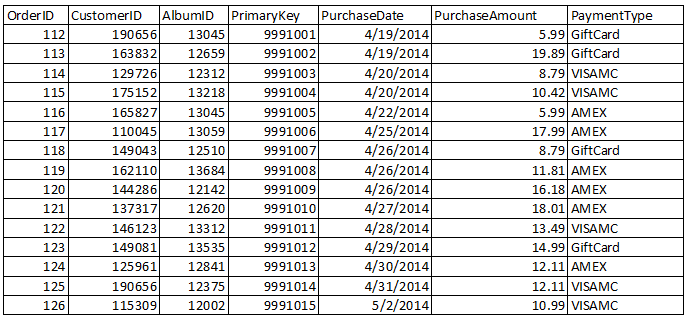 OrderID CustomerID AlbumID PrimaryKey PurchaseDate PurchaseAmount PaymentType
112 190656 13045 9991001 4/19/2014 5.99 GiftCard
113 163832 12659 9991002 4/19/2014 19.89 GiftCard
114 129726 12312 9991003 4/20/2014 8.79 VISAMC
115 175152 13218 9991004 4/20/2014 10.42 VISAMC
116 165827 13045 9991005 4/22/2014 5.99 AMEX
117 110045 13059 9991006 4/25/2014 17.99 AMEX
118 149043 12510 9991007 4/26/2014 8.79 GiftCard
119 162110 13684 9991008 4/26/2014 11.81 AMEX
120 144286 12142 9991009 4/26/2014 16.18 AMEX
121 137317 12620 9991010 4/27/2014 18.01 AMEX
122 146123 13312 9991011 4/28/2014 13.49 VISAMC
123 149081 13535 9991012 4/29/2014 14.99 GiftCard
124 125961 12841 9991013 4/30/2014 12.11 AMEX
125 190656 12375 9991014 4/31/2014 12.11 VISAMC
126 115309 12002 9991015 5/2/2014 10.99 VISAMC